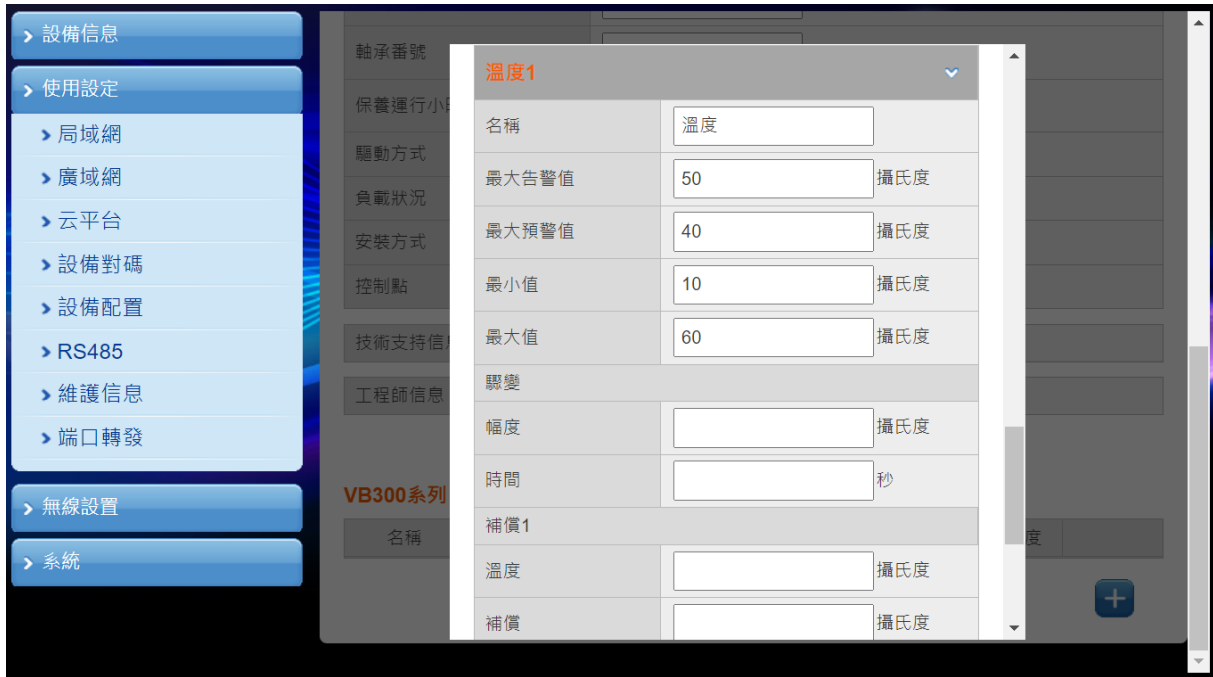 設備信息
使用設定
局域網
廣域網
云平台
設備對碼
設備配置
RS485
維護信息
端口轉發
無線設置
系統
軸承番號
保養運行小
驅動方式
負載狀況
安裝方式
控制點
技術支持信
工程師信息
VB300系列
名稱
度
溫度1
名稱 溫度
最大告警值 50 攝氏度
最大預警值 40 攝氏度
最小值 10 攝氏度
最大值 60 攝氏度
驟變
幅度 攝氏度
時間 秒
補償1
溫度 攝氏度
補償 攝氏度